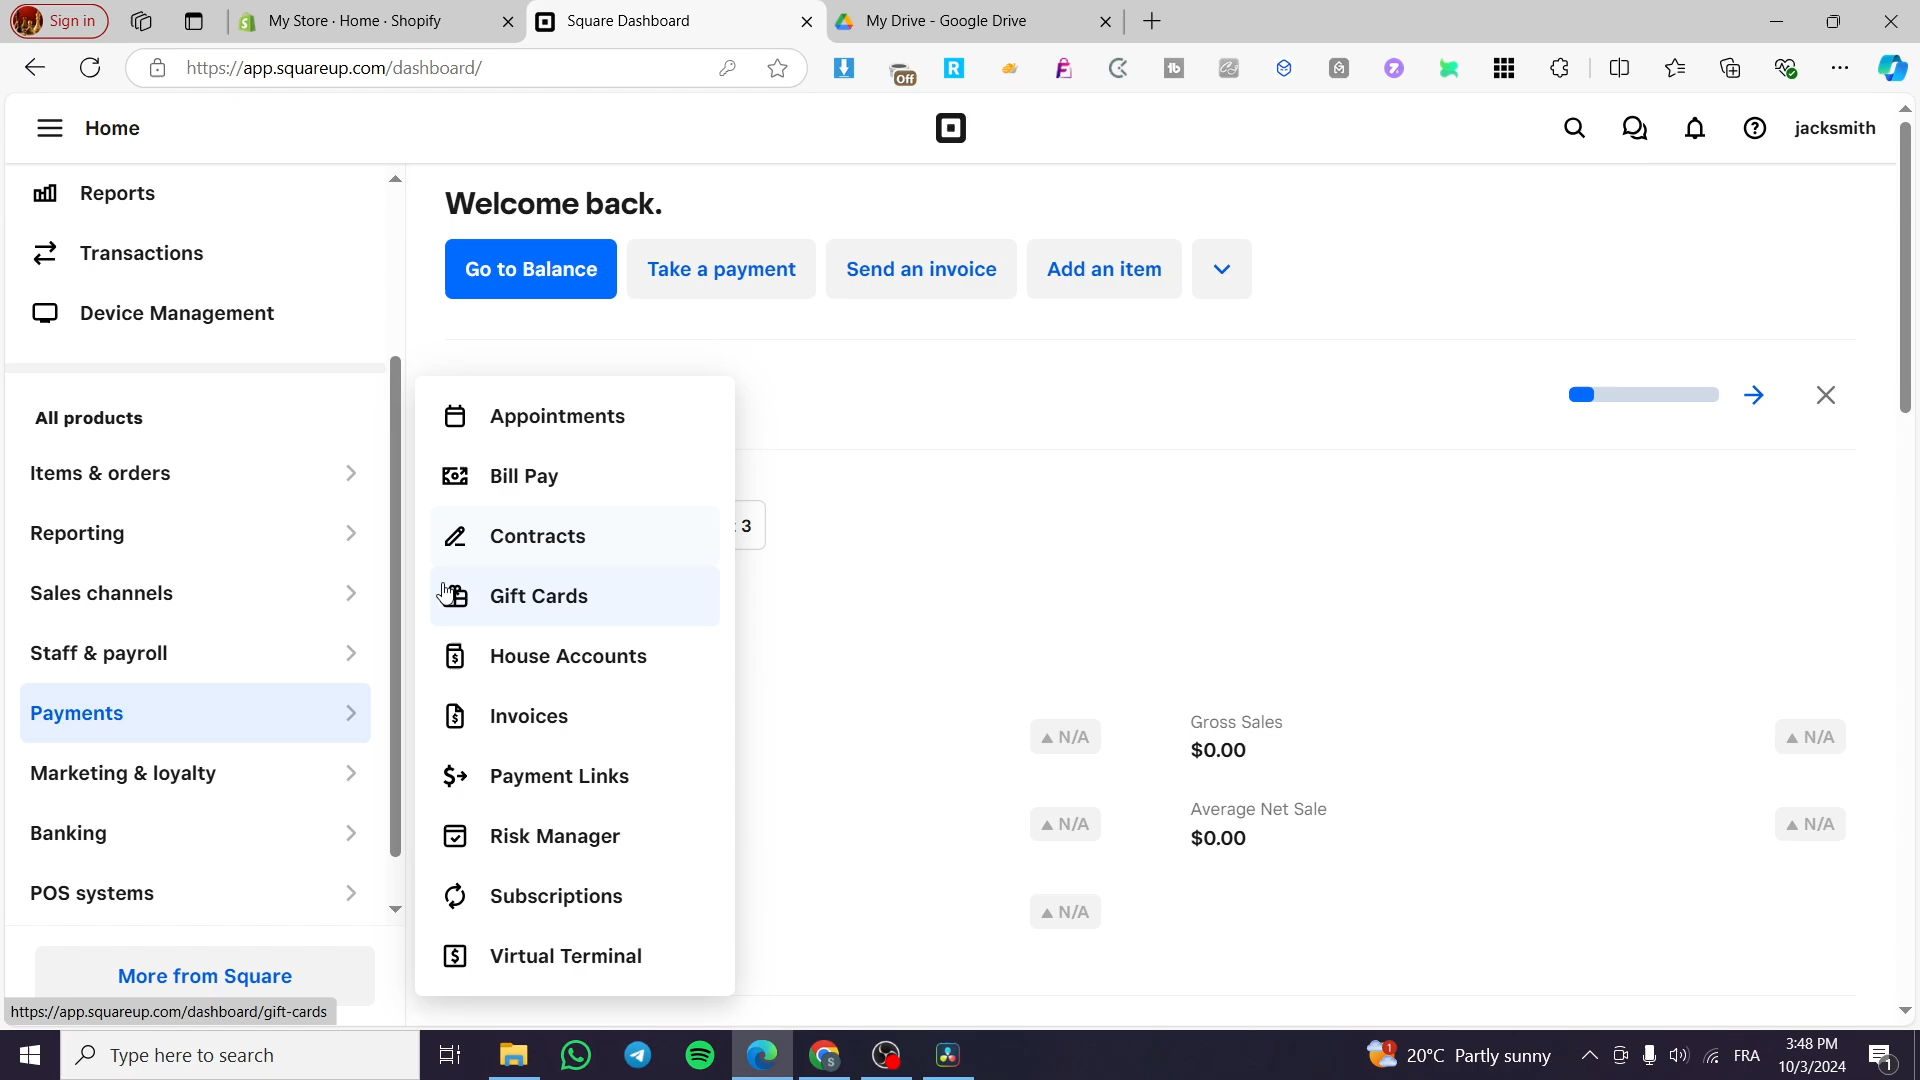 Sign in
My Store · Home · Shopify
Square Dashboard
My Drive - Google Drive
https://app.squareup.com/dashboard/
Off
Home
jacksmith
Reports
Transactions
Device Management
All products
Items & orders
Reporting
Sales channels
Staff & payroll
Payments
Marketing & loyalty
Banking
POS systems
More from Square
https://app.squareup.com/dashboard/gift-cards
Welcome back.
Go to Balance
Take a payment
Send an invoice
Add an item
Appointments
Bill Pay
Contracts
Gift Cards
House Accounts
Invoices
Payment Links
Risk Manager
Subscriptions
Virtual Terminal
3
N/A
Gross Sales
$0.00
N/A
N/A
Average Net Sale
$0.00
N/A
N/A
Type here to search
1
20°C Partly sunny
FRA
3:48 PM
10/3/2024
1